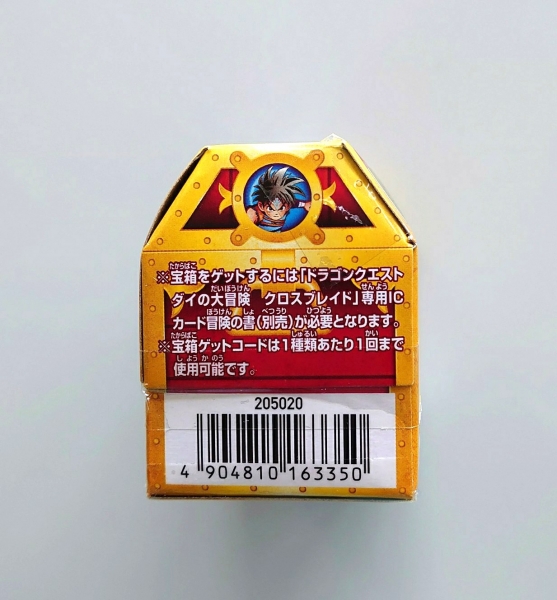 ※宝箱をゲットするには「ドラゴンクエスト
ダイの大冒険　クロスブレイド」専用IC
カード冒険の書(別売)が必要となります。
※宝箱ゲットコードは1種類あたり1回まで
使用可能です。
205020
4 904810 163350